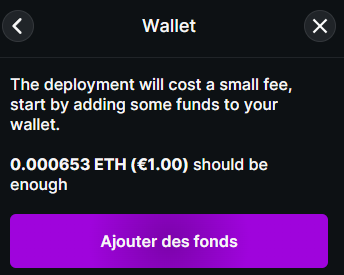 Wallet
The deployment will cost a small fee,
start by adding some funds to your
wallet.
0.000653 ETH (€1.00) should be
enough
Ajouter des fonds